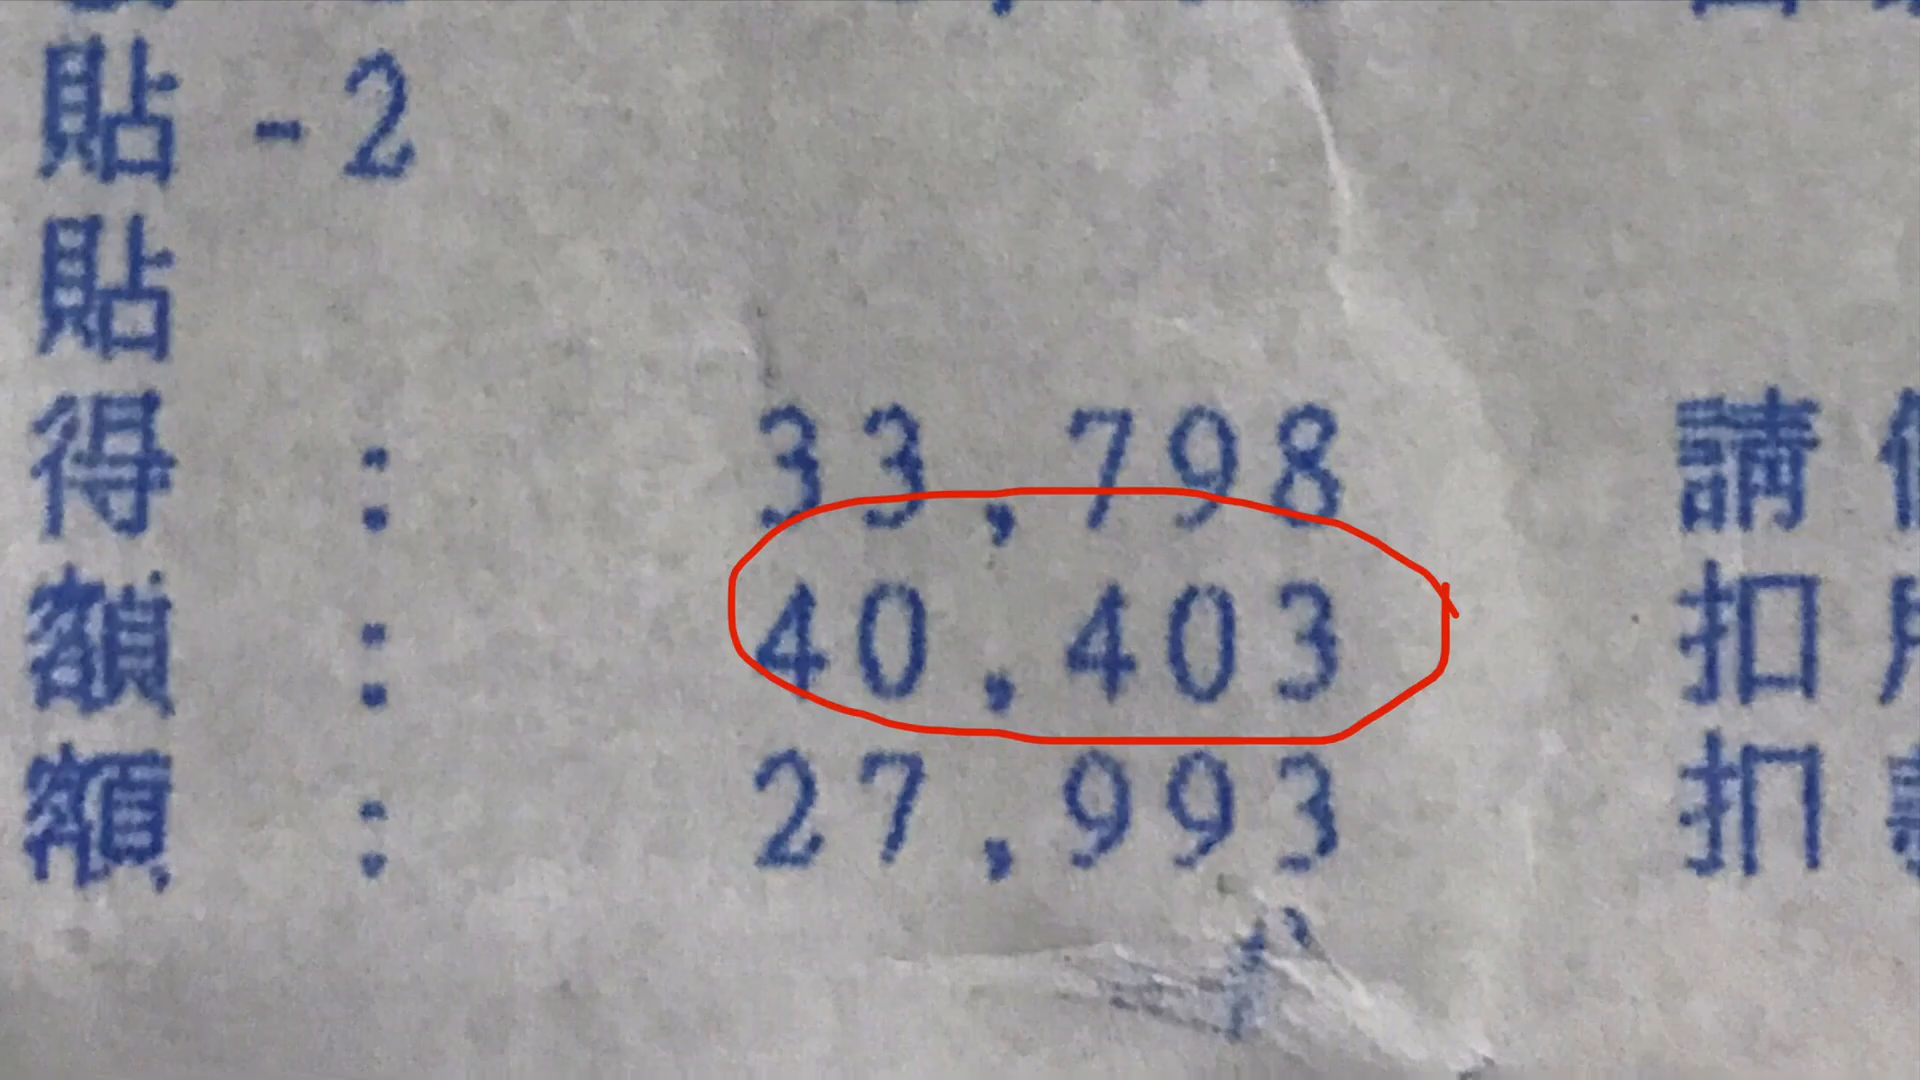 貼 - 2
貼
得 : 33,798 請
額 : 40,403 扣
額 : 27,993 扣